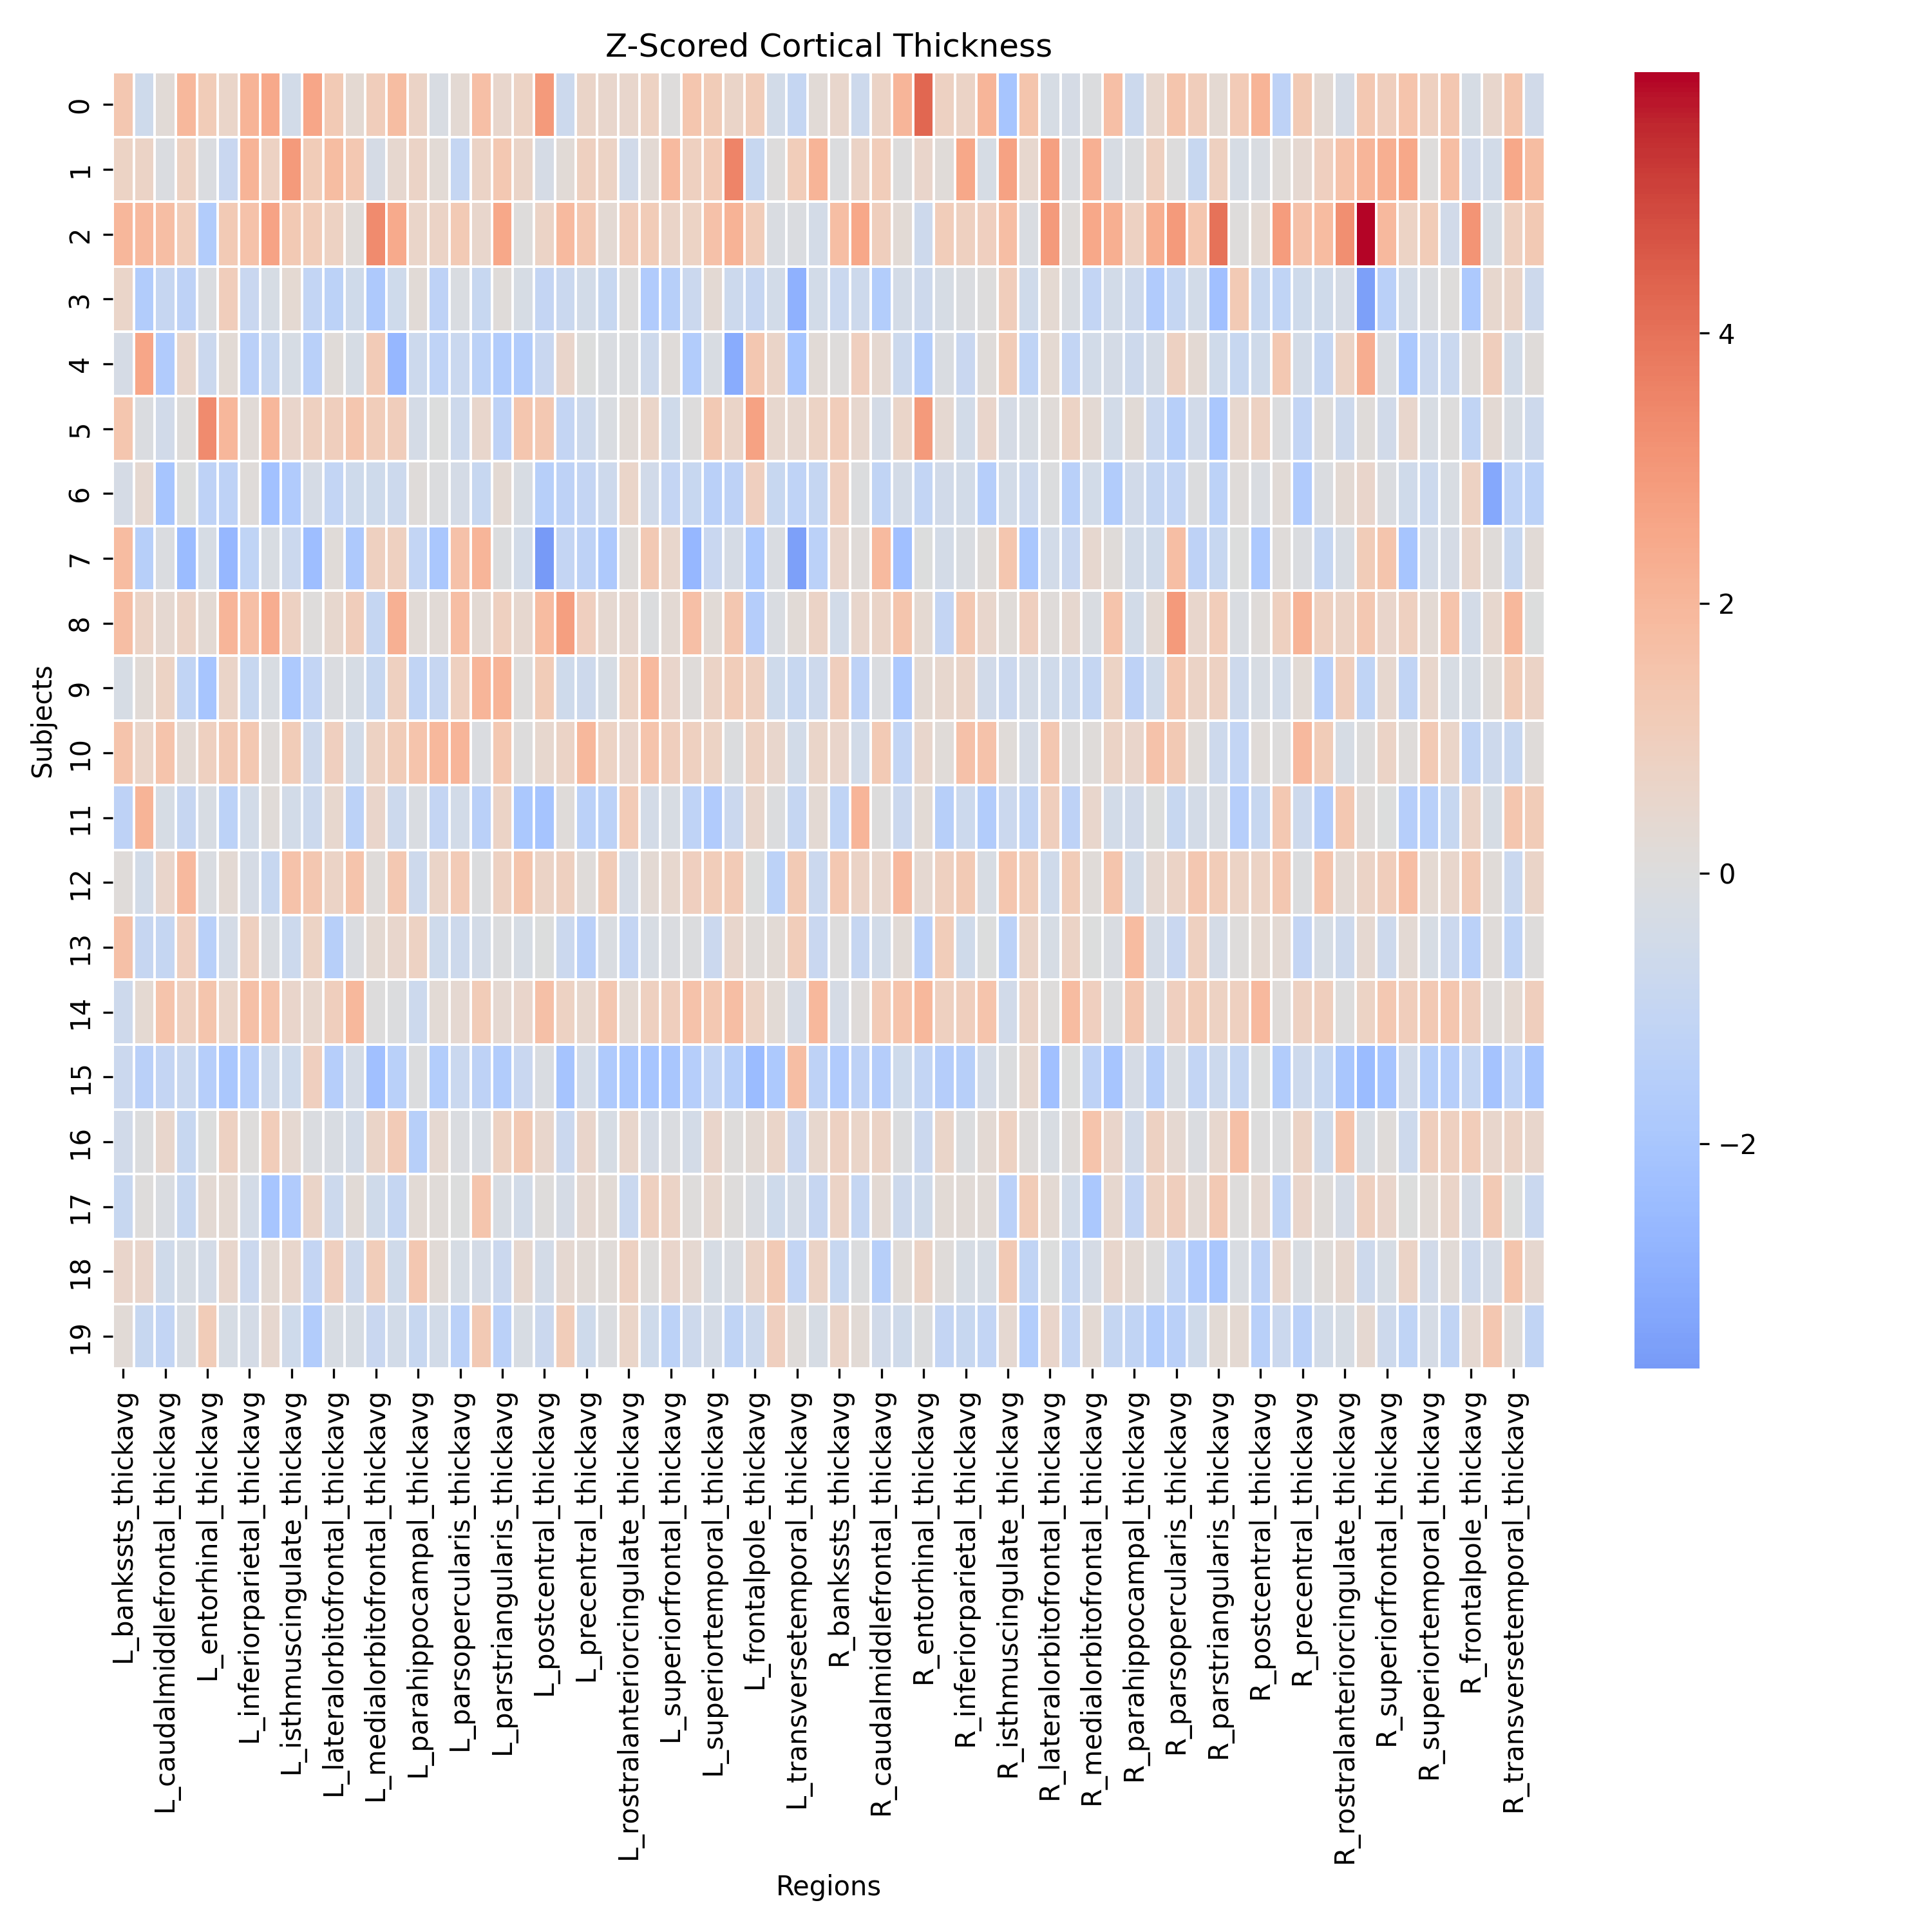 Z-Scored Cortical Thickness
Subjects
0
1
2
3
4
5
6
7
8
9
10
11
12
13
14
15
16
17
18
19
L_bankssts_thickavg
L_caudalmiddlefrontal_thickavg
L_entorhinal_thickavg
L_inferiorparietal_thickavg
L_isthmuscingulate_thickavg
L_lateralorbitofrontal_thickavg
L_medialorbitofrontal_thickavg
L_parahippocampal_thickavg
L_parsopercularis_thickavg
L_parstriangularis_thickavg
L_postcentral_thickavg
L_precentral_thickavg
L_rostralanteriorcingulate_thickavg
L_superiorfrontal_thickavg
L_superiortemporal_thickavg
L_frontalpole_thickavg
L_transversetemporal_thickavg
R_bankssts_thickavg
R_caudalmiddlefrontal_thickavg
R_entorhinal_thickavg
R_inferiorparietal_thickavg
R_isthmuscingulate_thickavg
R_lateralorbitofrontal_thickavg
R_medialorbitofrontal_thickavg
R_parahippocampal_thickavg
R_parsopercularis_thickavg
R_parstriangularis_thickavg
R_postcentral_thickavg
R_precentral_thickavg
R_rostralanteriorcingulate_thickavg
R_superiorfrontal_thickavg
R_superiortemporal_thickavg
R_frontalpole_thickavg
R_transversetemporal_thickavg
Regions
4
2
0
−2